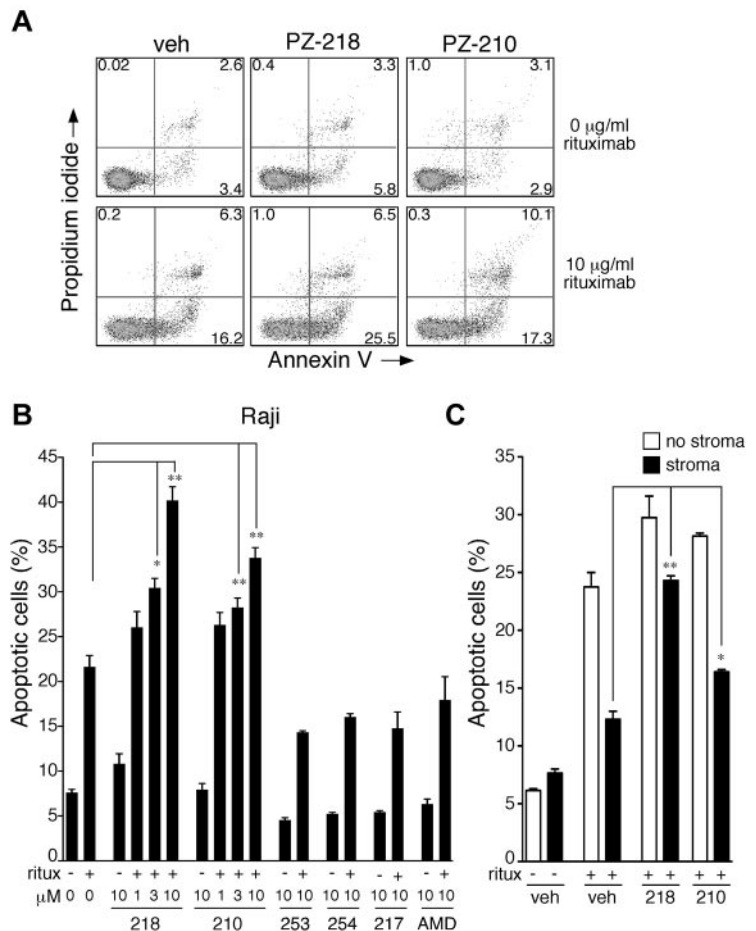 A
veh PZ-218 PZ-210
0.02 2.6 0.4 3.3 1.0 3.1
3.4 5.8 2.9
0 µg/ml
rituximab
0.2 6.3 1.0 6.5 0.3 10.1
16.2 25.5 17.3
10 µg/ml
rituximab
Propidium iodide
Annexin V
B
Raji
Apoptotic cells (%)
45
40
35
30
25
20
15
10
5
0
* ** ** **
ritux - + - + + + - + + + - + - + - + - +
µM 0 0 10 1 3 10 10 1 3 10 10 10 10 10 10 10 10 10
218 210 253 254 217 AMD
C
no stroma
stroma
Apoptotic cells (%)
35
30
25
20
15
10
5
0
** *
ritux - - + + + + + +
veh veh 218 210